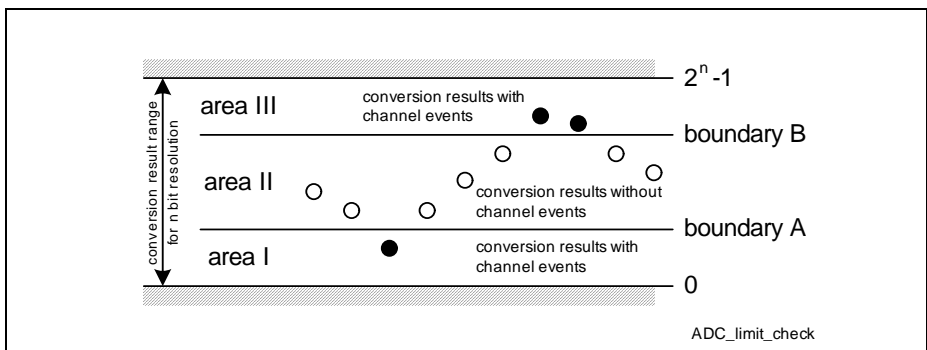 conversion result range
for n bit resolution
area III
conversion results with
channel events
2ⁿ-1
boundary B
area II
conversion results without
channel events
boundary A
area I
conversion results with
channel events
0
ADC_limit_check